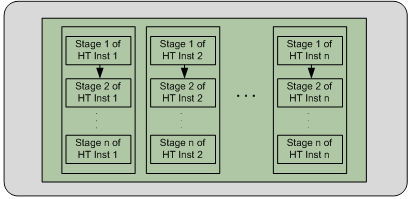 Stage 1 of
HT Inst 1
Stage 2 of
HT Inst 1
Stage n of
HT Inst 1
Stage 1 of
HT Inst 2
Stage 2 of
HT Inst 2
Stage n of
HT Inst 2
. . .
Stage 1 of
HT Inst n
Stage 2 of
HT Inst n
Stage n of
HT Inst n